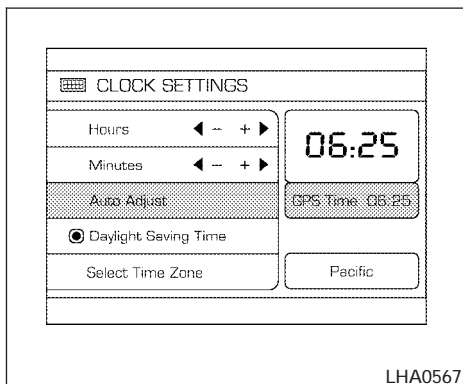 CLOCK SETTINGS
Hours ◀ – + ▶
Minutes ◀ – + ▶
06:25
Auto Adjust
GPS Time 06:25
Daylight Saving Time
Select Time Zone
Pacific
LHA0567